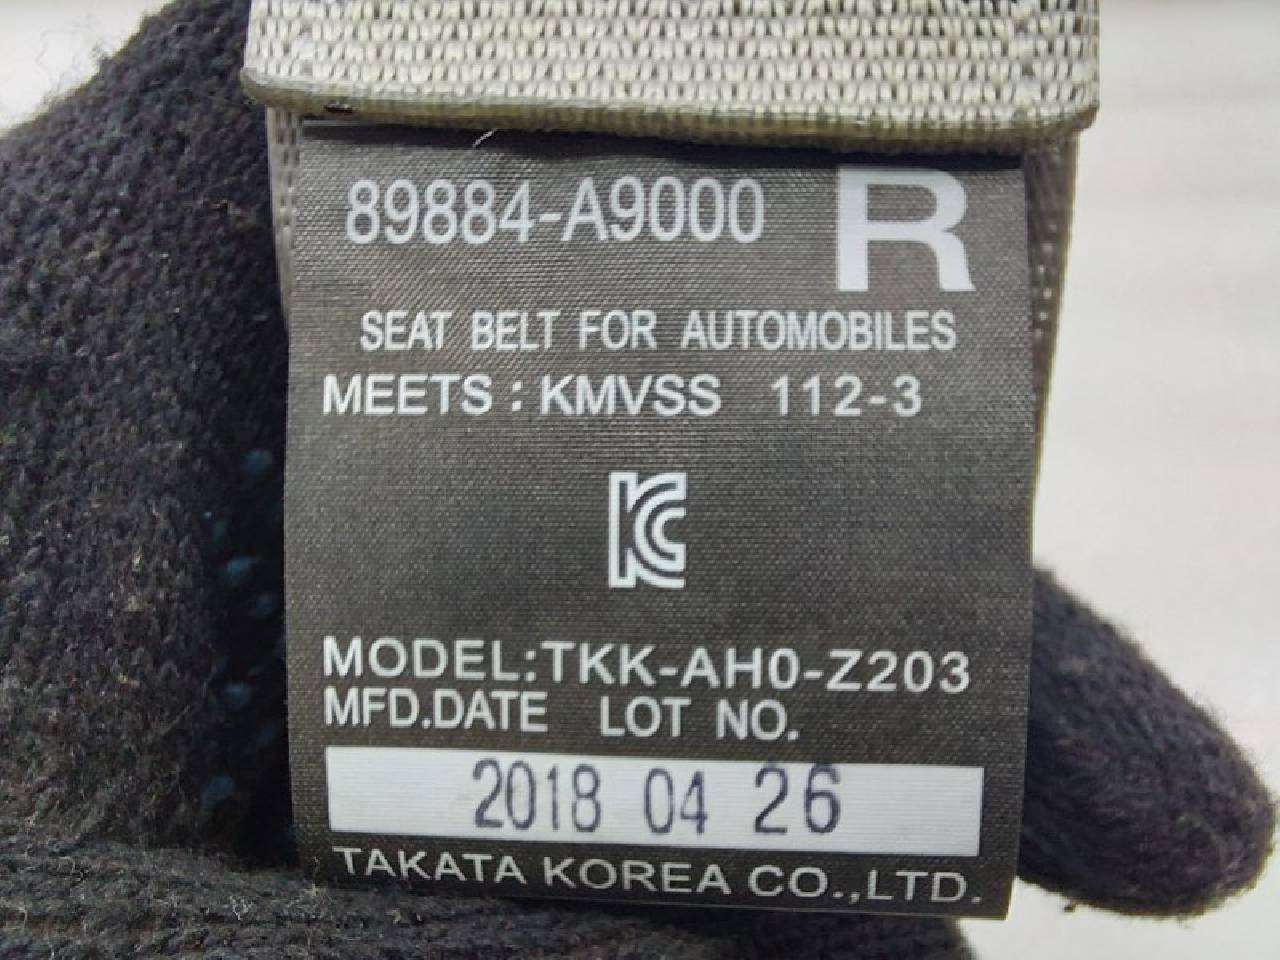 89884-A9000 R
SEAT BELT FOR AUTOMOBILES
MEETS : KMVSS 112-3
KC
MODEL:TKK-AH0-Z203
MFD.DATE LOT NO.
2018 04 26
TAKATA KOREA CO.,LTD.